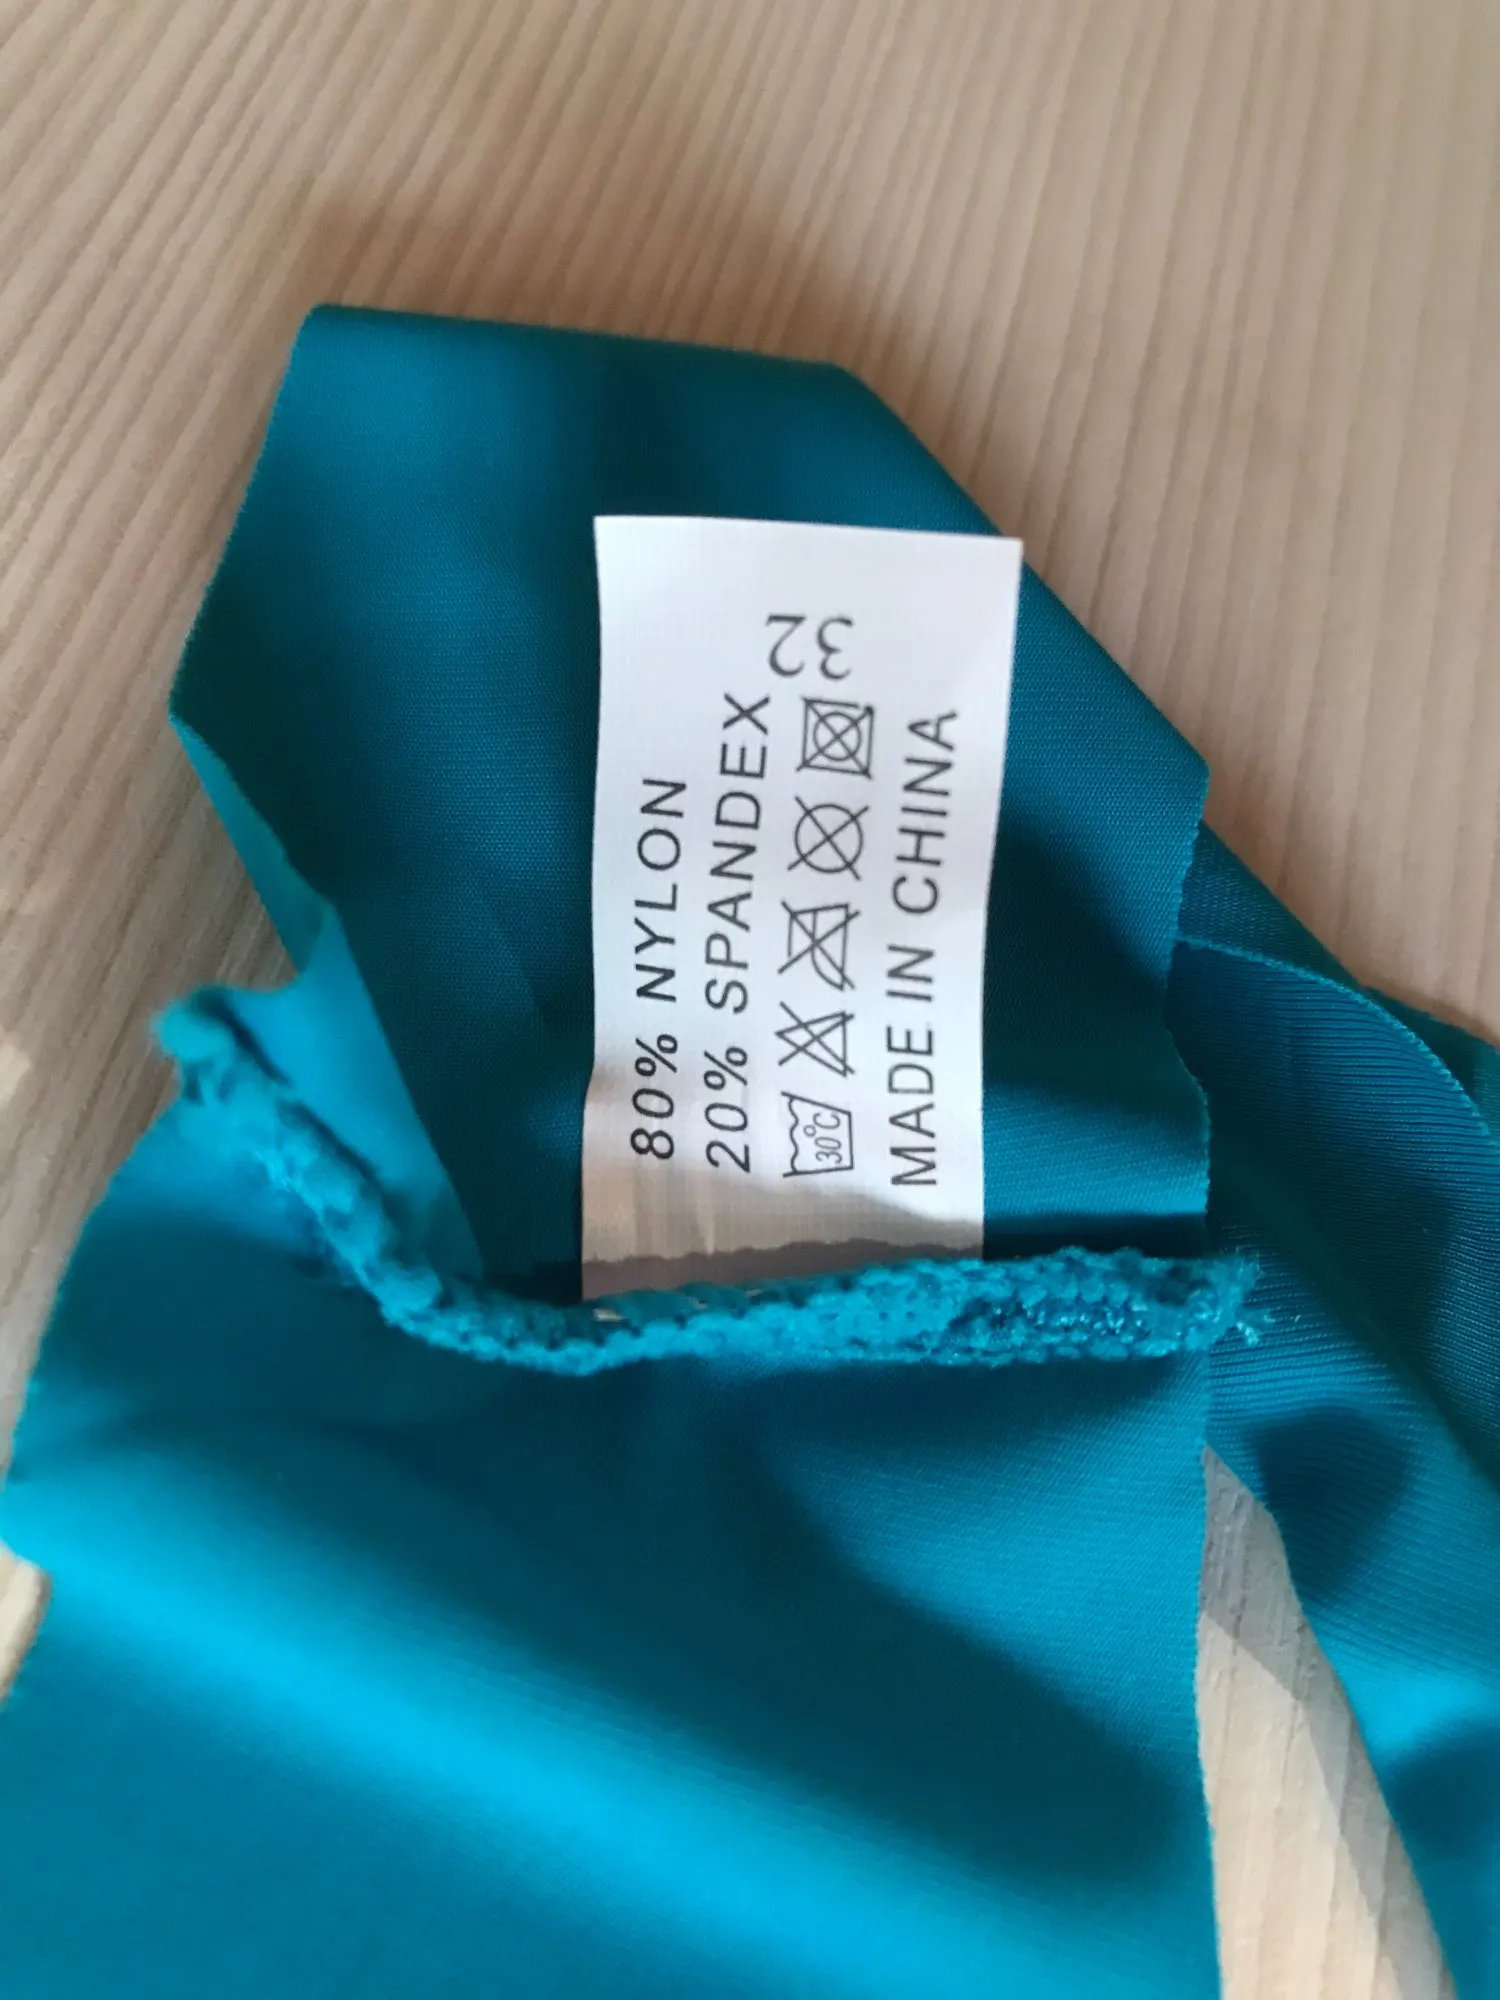 80% NYLON
20% SPANDEX
30°C
MADE IN CHINA
32